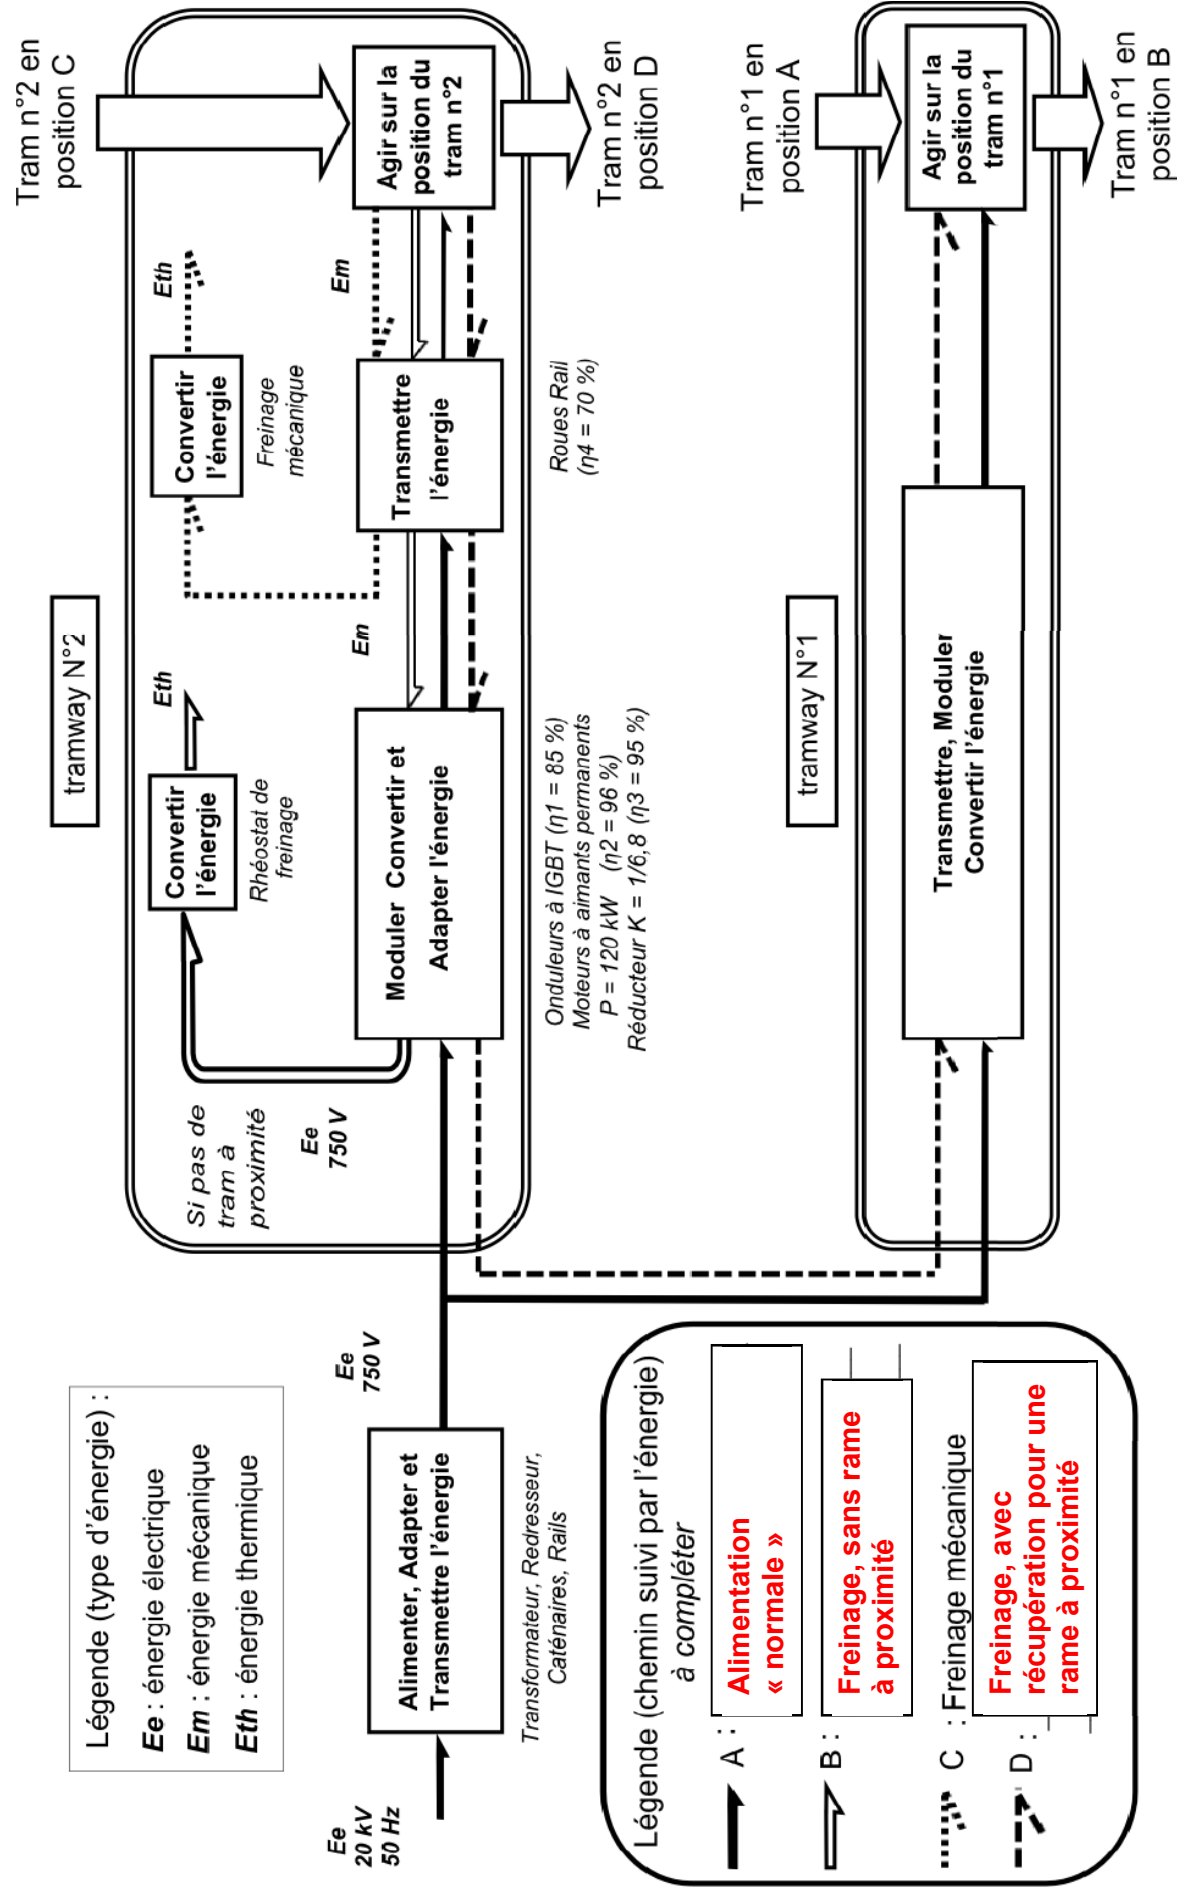 Légende (type d'énergie) :
Ee : énergie électrique
Em : énergie mécanique
Eth : énergie thermique
Ee
20 kV
50 Hz
Alimenter, Adapter et
Transmettre l'énergie
Transformateur, Redresseur,
Caténaires, Rails
Ee
750 V
tramway N°2
Si pas de
tram à
proximité
Ee
750 V
Convertir
l'énergie
Rhéostat de
freinage
Eth
Moduler Convertir et
Adapter l'énergie
Onduleurs à IGBT (η1 = 85 %)
Moteurs à aimants permanents
P = 120 kW (η2 = 96 %)
Réducteur K = 1/6,8 (η3 = 95 %)
Em
Convertir
l'énergie
Freinage
mécanique
Eth
Transmettre
l'énergie
Roues Rail
(η4 = 70 %)
Em
Tram n°2 en
position C
Agir sur la
position du
tram n°2
Tram n°2 en
position D
Légende (chemin suivi par l'énergie)
à compléter
A :
Alimentation
« normale »
B :
Freinage, sans rame
à proximité
C : Freinage mécanique
D :
Freinage, avec
récupération pour une
rame à proximité
tramway N°1
Transmettre, Moduler
Convertir l'énergie
Tram n°1 en
position A
Agir sur la
position du
tram n°1
Tram n°1 en
position B